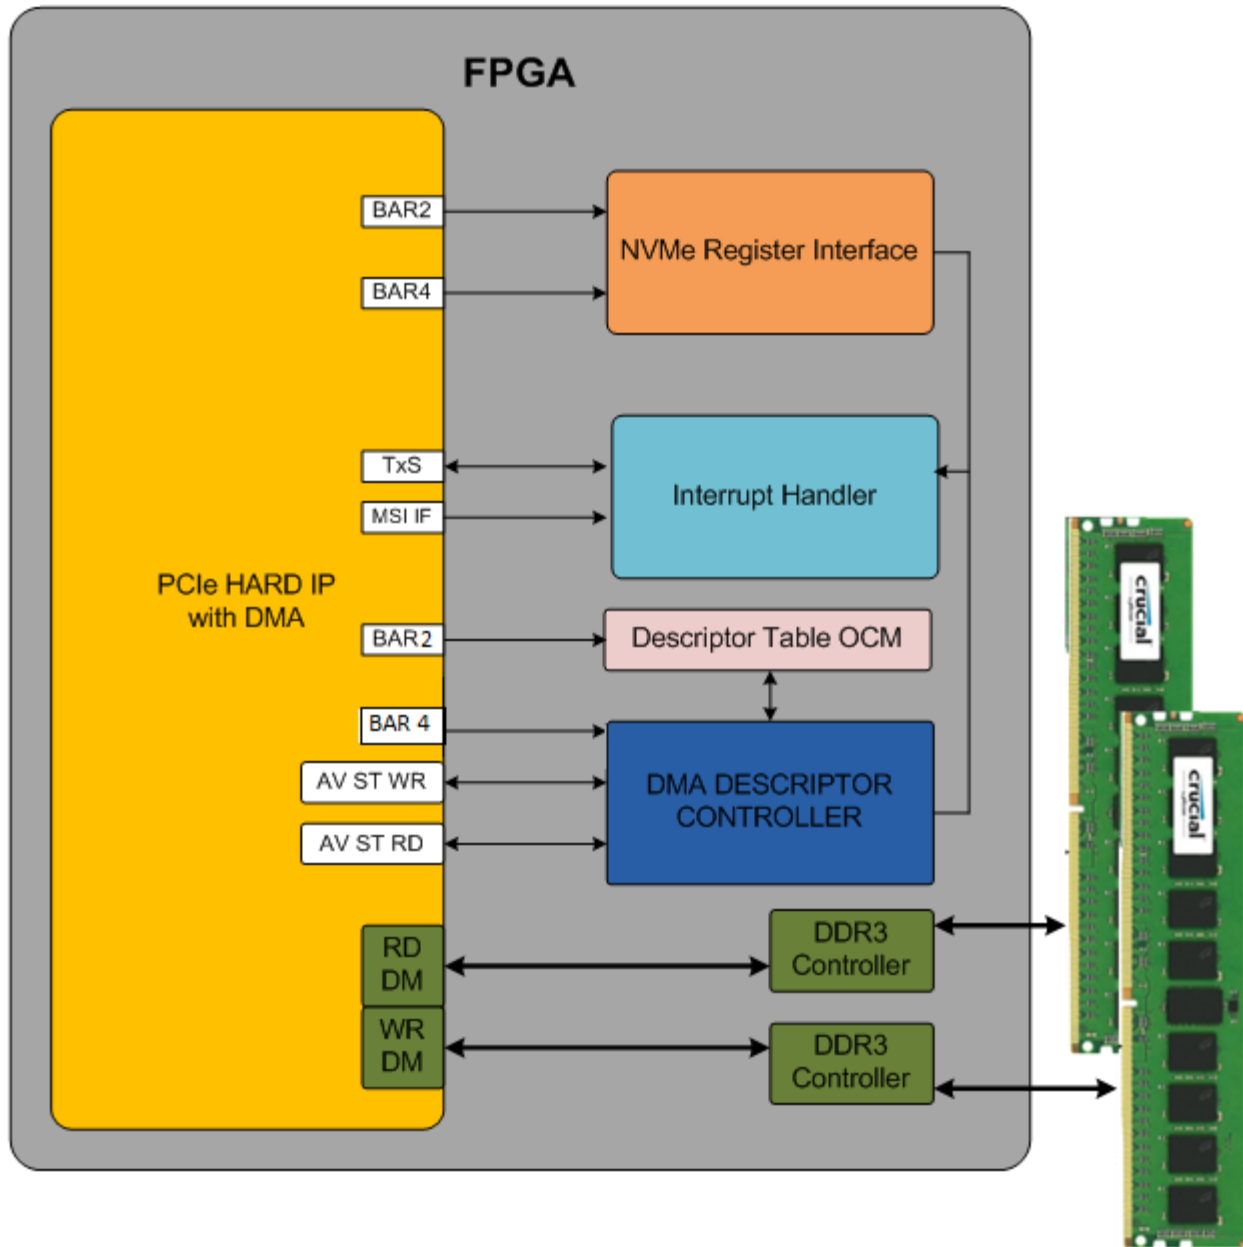 FPGA
BAR2
NVMe Register Interface
BAR4
TxS
Interrupt Handler
MSI IF
PCIe HARD IP
with DMA
BAR2
Descriptor Table OCM
BAR 4
AV ST WR
DMA DESCRIPTOR
CONTROLLER
AV ST RD
RD
DM
DDR3
Controller
WR
DM
DDR3
Controller
crucial
crucial